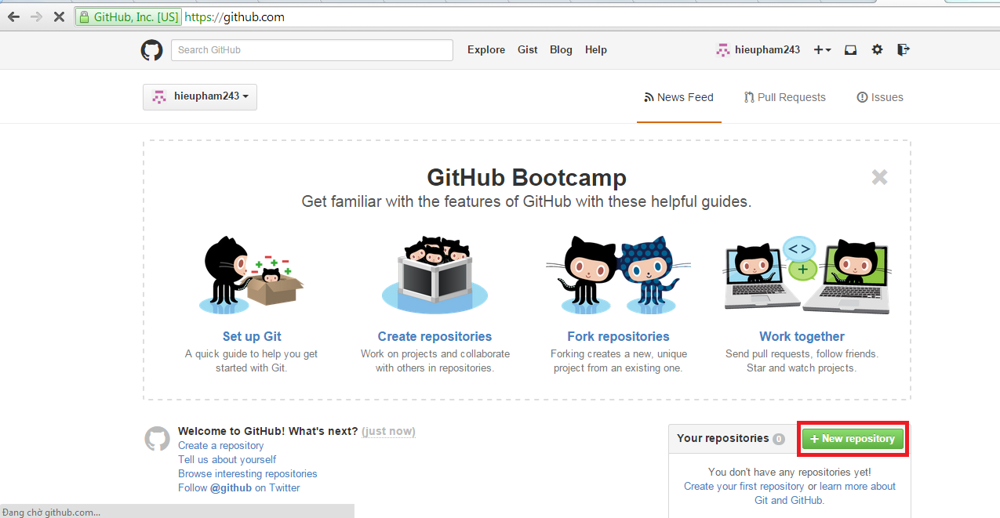 GitHub, Inc. [US] https://github.com
Search GitHub
Explore Gist Blog Help
hieupham243
hieupham243
News Feed Pull Requests Issues
GitHub Bootcamp
Get familiar with the features of GitHub with these helpful guides.
Set up Git
A quick guide to help you get
started with Git.
Create repositories
Work on projects and collaborate
with others in repositories.
Fork repositories
Forking creates a new, unique
project from an existing one.
Work together
Send pull requests, follow friends.
Star and watch projects.
Welcome to GitHub! What's next? (just now)
Create a repository
Tell us about yourself
Browse interesting repositories
Follow @github on Twitter
Your repositories 0
+ New repository
You don't have any repositories yet!
Create your first repository or learn more about
Git and GitHub.
Đang chờ github.com...